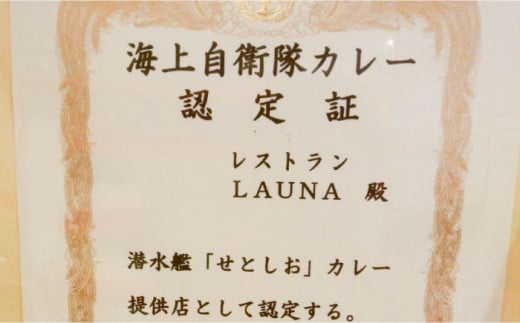 海上自衛隊カレー
認定証
レストラン
LAUNA 殿
潜水艦「せとしお」カレー
提供店として認定する。